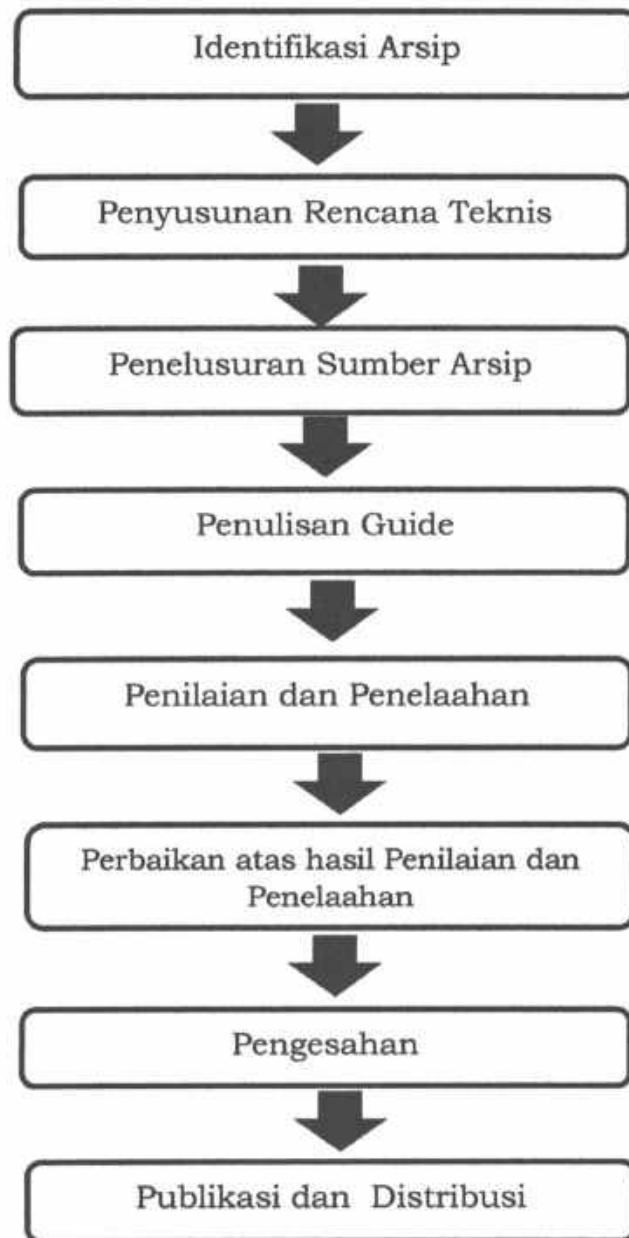 Identifikasi Arsip
Penyusunan Rencana Teknis
Penelusuran Sumber Arsip
Penulisan Guide
Penilaian dan Penelaahan
Perbaikan atas hasil Penilaian dan
Penelaahan
Pengesahan
Publikasi dan  Distribusi